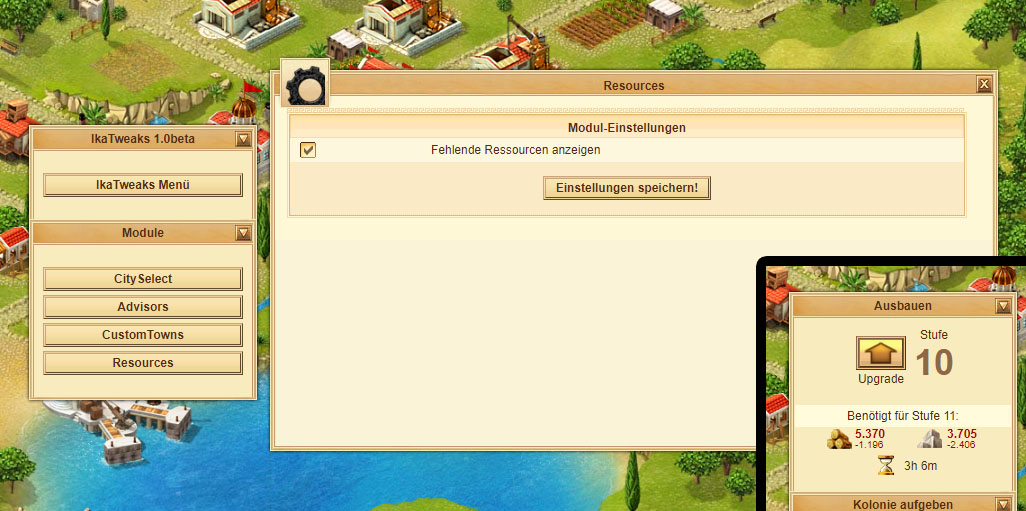 IkaTweaks 1.0beta
IkaTweaks Menü
Module
CitySelect
Advisors
CustomTowns
Resources
Resources
Modul-Einstellungen
Fehlende Ressourcen anzeigen
Einstellungen speichern!
Ausbauen
Stufe
10
Upgrade
Benötigt für Stufe 11:
5.370 3.705
-1.196 -2.406
3h 6m
Kolonie aufgeben